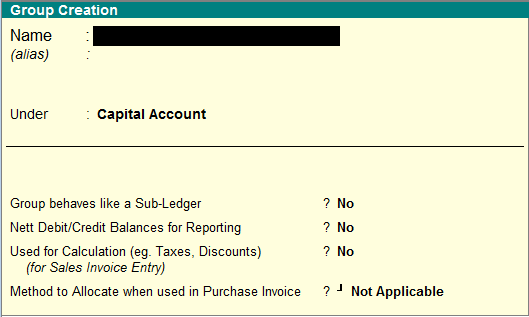 Group Creation
Name :
(alias) :
Under : Capital Account
Group behaves like a Sub-Ledger ? No
Nett Debit/Credit Balances for Reporting ? No
Used for Calculation (eg. Taxes, Discounts) ? No
(for Sales Invoice Entry)
Method to Allocate when used in Purchase Invoice ? ┘ Not Applicable